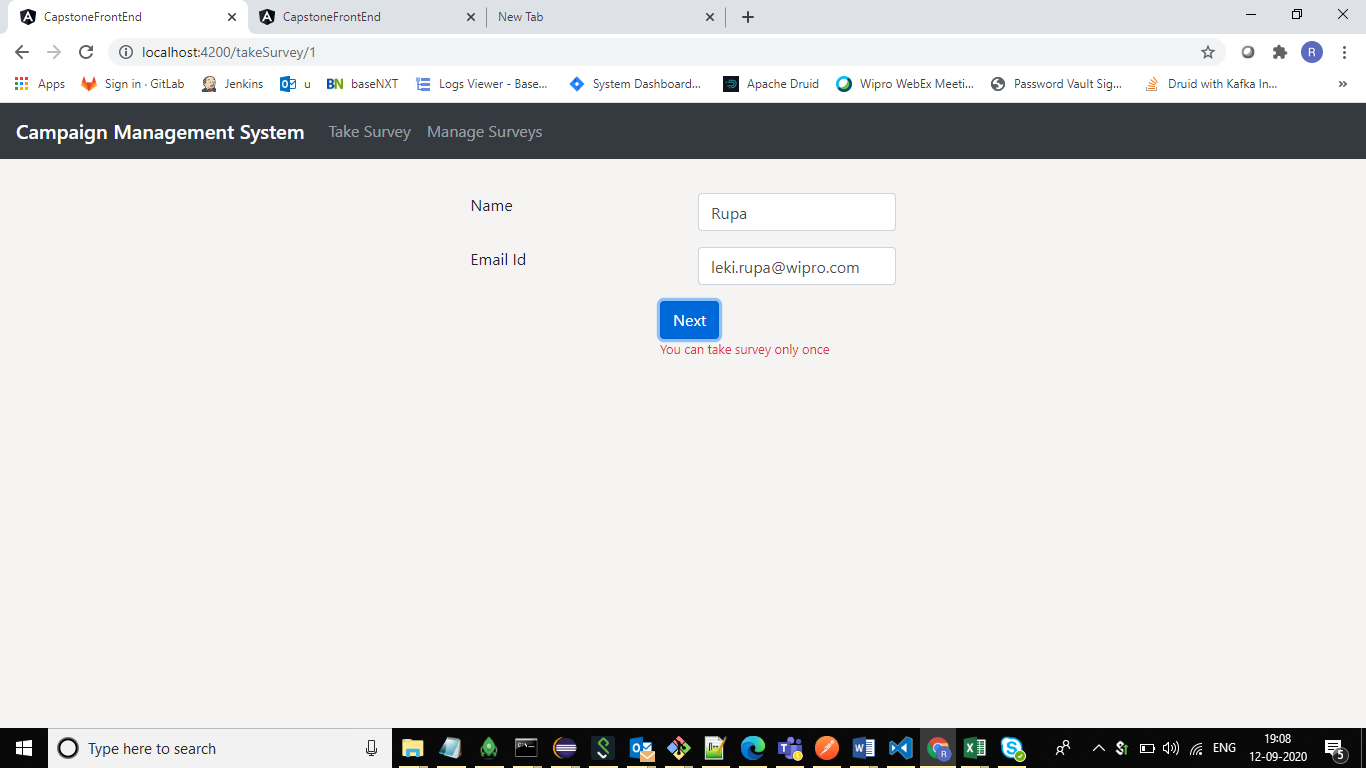 CapstoneFrontEnd
CapstoneFrontEnd
New Tab
localhost:4200/takeSurvey/1
R
Apps Sign in · GitLab Jenkins u BN baseNXT Logs Viewer - Base... System Dashboard... Apache Druid Wipro WebEx Meeti... Password Vault Sig... Druid with Kafka In... »
Campaign Management System Take Survey Manage Surveys
Name Rupa
Email Id leki.rupa@wipro.com
Next
You can take survey only once
Type here to search
ENG
19:08
12-09-2020
5